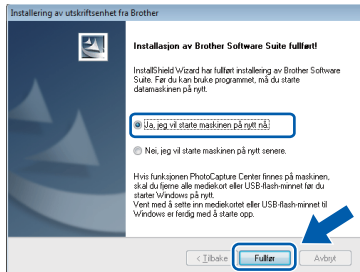 Installering av utskriftsenhet fra Brother
Installasjon av Brother Software Suite fullført!
InstallShield Wizard har fullført installering av Brother Software
Suite. Før du kan bruke programmet, må du starte
datamaskinen på nytt.
Ja, jeg vil starte maskinen på nytt nå.
Nei, jeg vil starte maskinen på nytt senere.
Hvis funksjonen PhotoCapture Center finnes på maskinen,
skal du fjerne alle mediekort eller USB-flash-minnet før du
starter Windows på nytt.
Vent med å sette inn mediekortet eller USB-flash-minnet til
Windows er ferdig med å starte opp.
< Tilbake Fullfør Avbryt